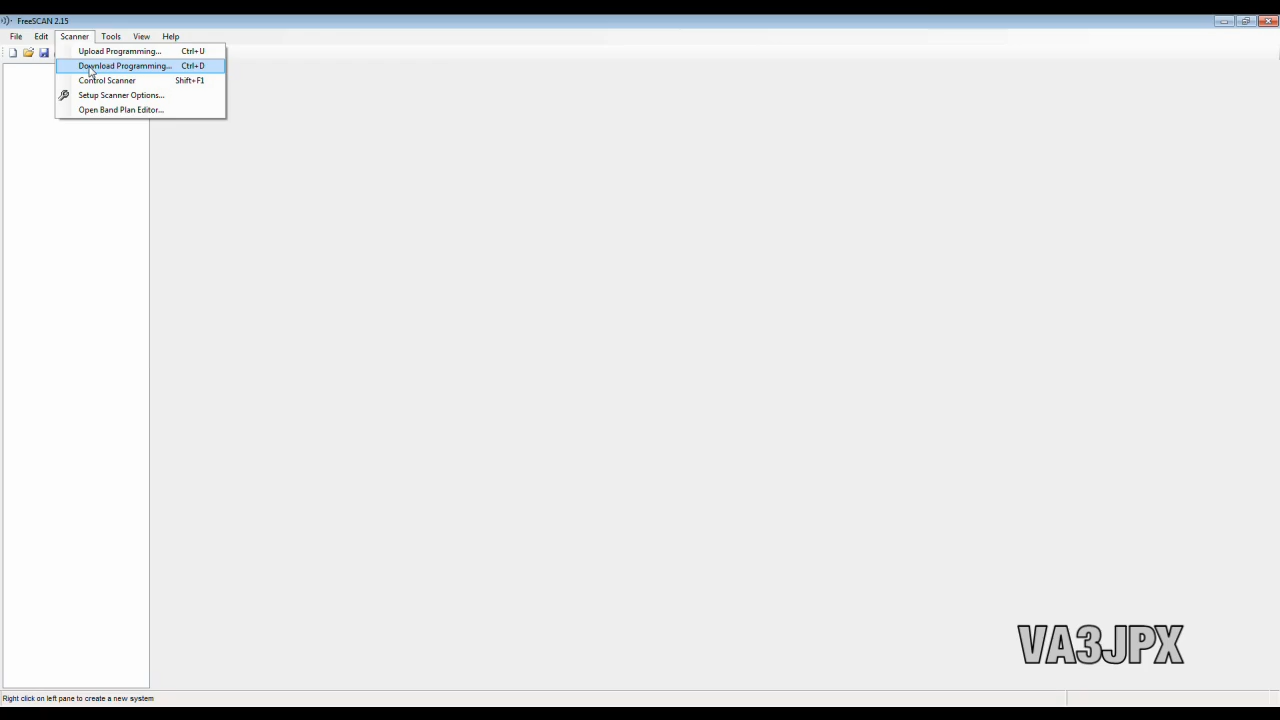 FreeSCAN 2.15
File Edit Scanner Tools View Help
Upload Programming... Ctrl+U
Download Programming... Ctrl+D
Control Scanner Shift+F1
Setup Scanner Options...
Open Band Plan Editor...
VA3JPX
Right click on left pane to create a new system